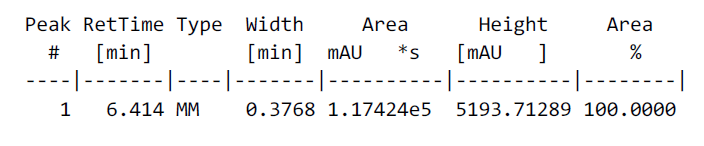 Peak RetTime Type  Width     Area      Height     Area
  #   [min]        [min]  mAU   *s   [mAU   ]      %
----|-------|----|-------|----------|----------|--------|
   1   6.414 MM    0.3768 1.17424e5  5193.71289 100.0000